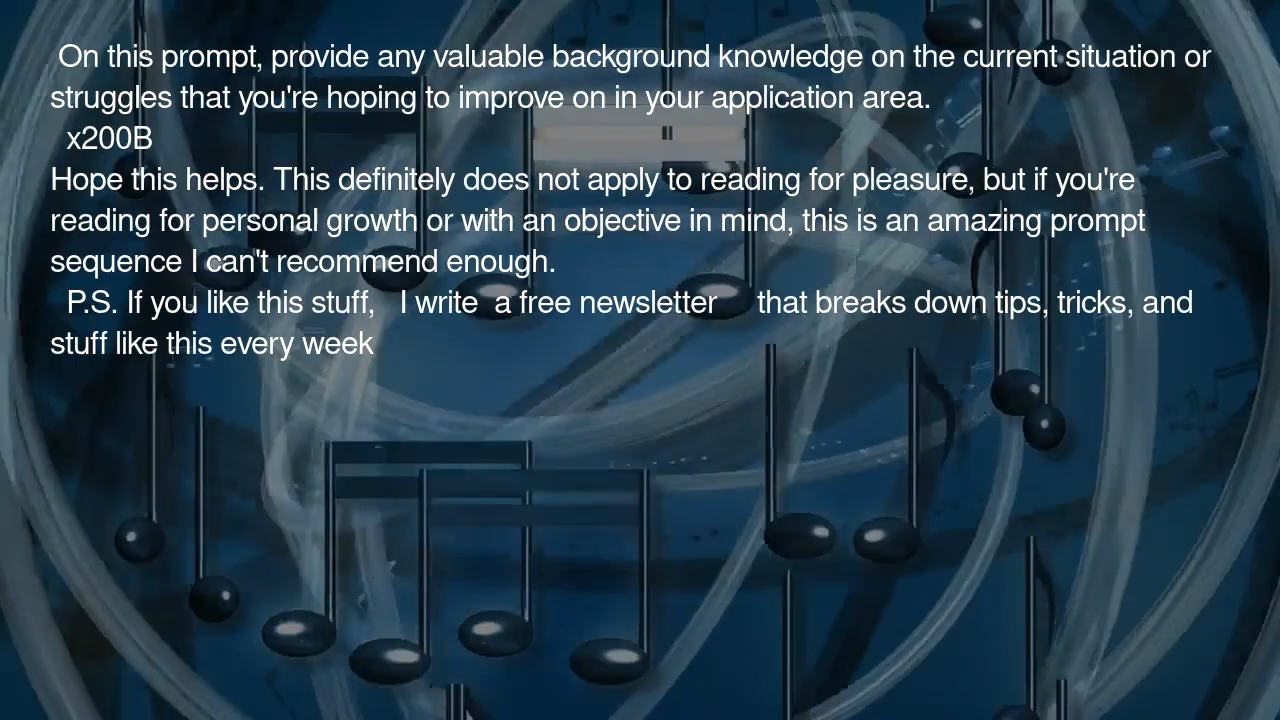 On this prompt, provide any valuable background knowledge on the current situation or
struggles that you're hoping to improve on in your application area.
x200B
Hope this helps. This definitely does not apply to reading for pleasure, but if you're
reading for personal growth or with an objective in mind, this is an amazing prompt
sequence I can't recommend enough.
P.S. If you like this stuff, I write a free newsletter that breaks down tips, tricks, and
stuff like this every week